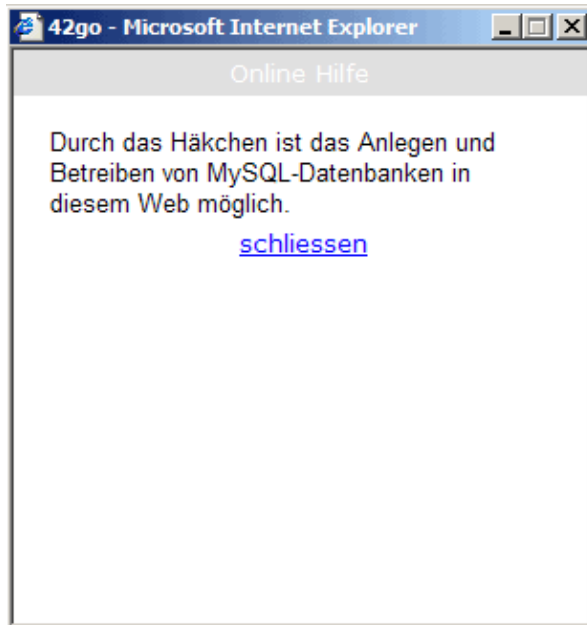 42go - Microsoft Internet Explorer
Online Hilfe
Durch das Häkchen ist das Anlegen und
Betreiben von MySQL-Datenbanken in
diesem Web möglich.
schliessen